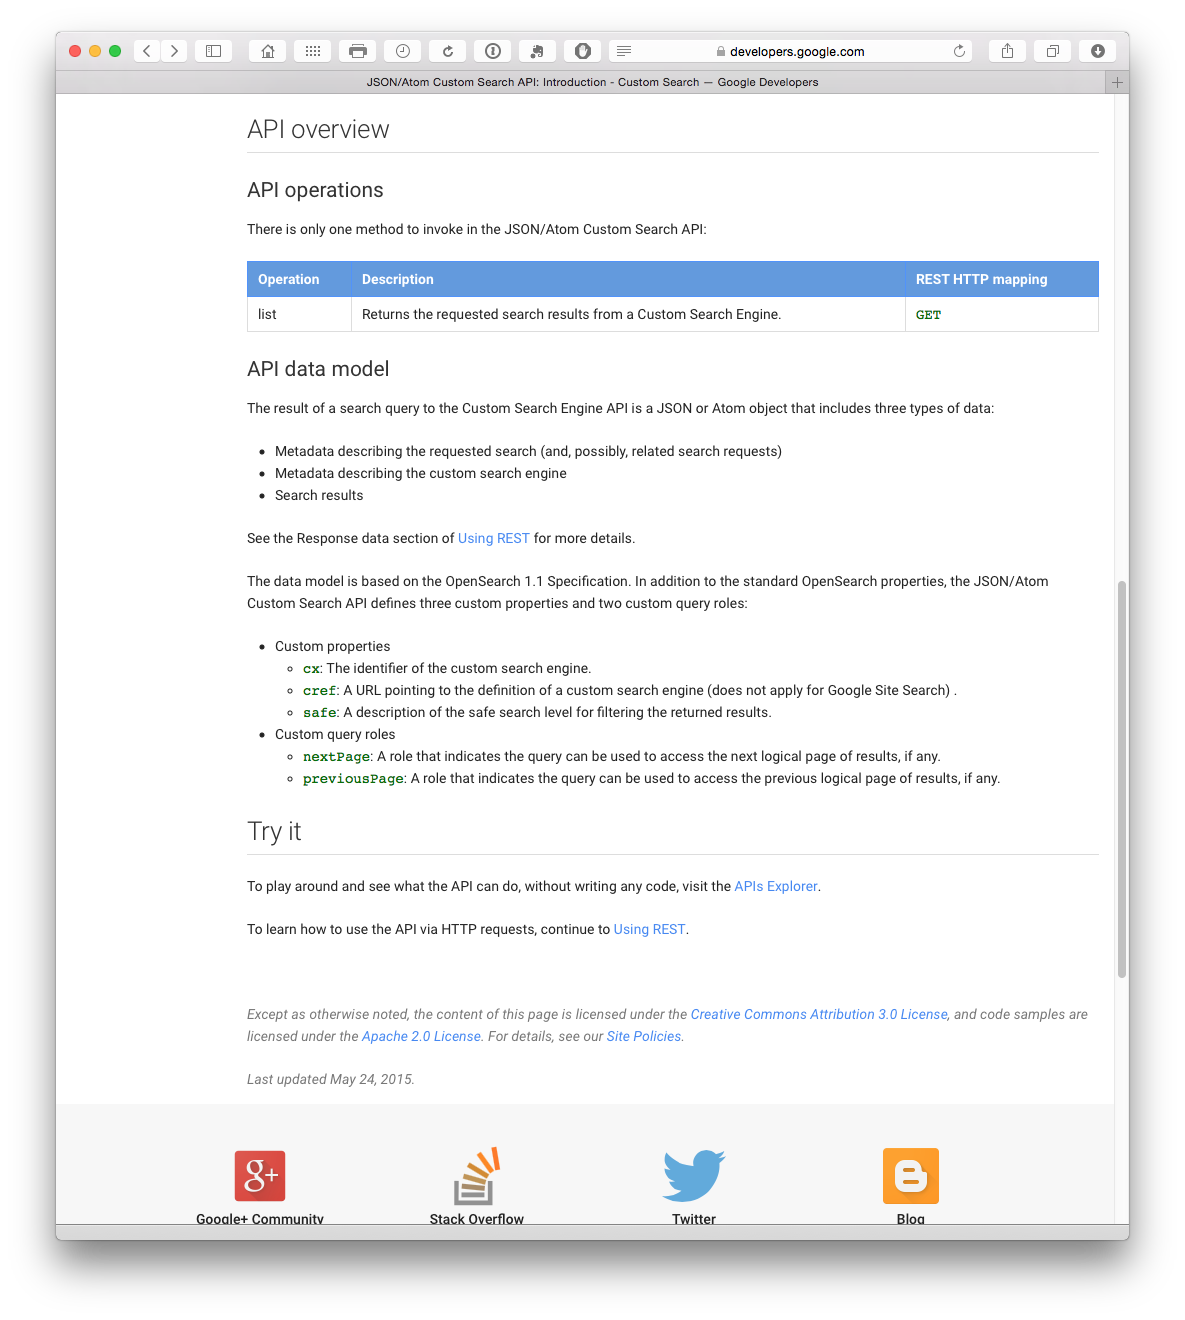 developers.google.com
JSON/Atom Custom Search API: Introduction - Custom Search — Google Developers
API overview
API operations
There is only one method to invoke in the JSON/Atom Custom Search API:
Operation Description REST HTTP mapping
list Returns the requested search results from a Custom Search Engine. GET
API data model
The result of a search query to the Custom Search Engine API is a JSON or Atom object that includes three types of data:
• Metadata describing the requested search (and, possibly, related search requests)
• Metadata describing the custom search engine
• Search results
See the Response data section of Using REST for more details.
The data model is based on the OpenSearch 1.1 Specification. In addition to the standard OpenSearch properties, the JSON/Atom
Custom Search API defines three custom properties and two custom query roles:
• Custom properties
◦ cx: The identifier of the custom search engine.
◦ cref: A URL pointing to the definition of a custom search engine (does not apply for Google Site Search) .
◦ safe: A description of the safe search level for filtering the returned results.
• Custom query roles
◦ nextPage: A role that indicates the query can be used to access the next logical page of results, if any.
◦ previousPage: A role that indicates the query can be used to access the previous logical page of results, if any.
Try it
To play around and see what the API can do, without writing any code, visit the APIs Explorer.
To learn how to use the API via HTTP requests, continue to Using REST.
Except as otherwise noted, the content of this page is licensed under the Creative Commons Attribution 3.0 License, and code samples are
licensed under the Apache 2.0 License. For details, see our Site Policies.
Last updated May 24, 2015.
g+
Google+ Community Stack Overflow Twitter Blog